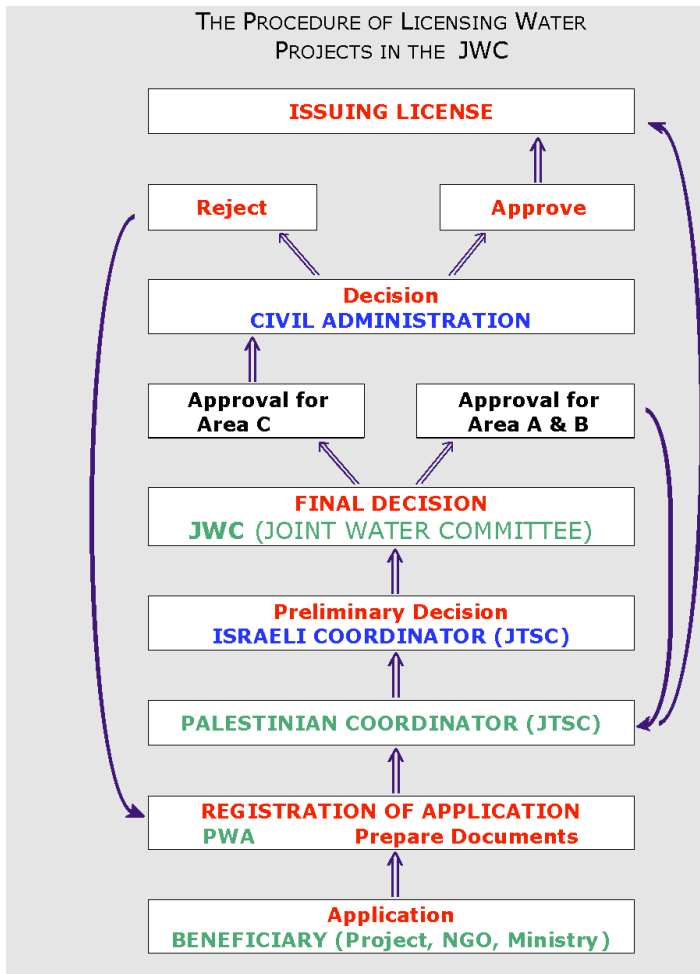 THE PROCEDURE OF LICENSING WATER
PROJECTS IN THE JWC
ISSUING LICENSE
Reject
Approve
Decision
CIVIL ADMINISTRATION
Approval for
Area C
Approval for
Area A & B
FINAL DECISION
JWC (JOINT WATER COMMITTEE)
Preliminary Decision
ISRAELI COORDINATOR (JTSC)
PALESTINIAN COORDINATOR (JTSC)
REGISTRATION OF APPLICATION
PWA Prepare Documents
Application
BENEFICIARY (Project, NGO, Ministry)